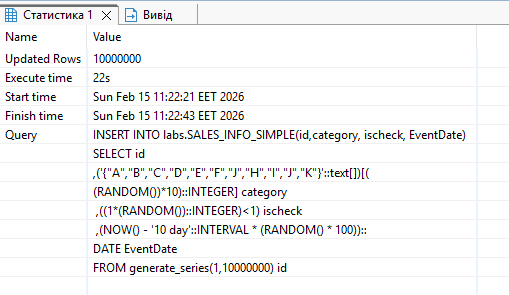 Статистика 1
Вивід
Name Value
Updated Rows 10000000
Execute time 22s
Start time Sun Feb 15 11:22:21 EET 2026
Finish time Sun Feb 15 11:22:43 EET 2026
Query INSERT INTO labs.SALES_INFO_SIMPLE(id,category, ischeck, EventDate)
SELECT id
,('{"A","B","C","D","E","F","J","H","I","J","K"}'::text[])[(
(RANDOM())*10)::INTEGER] category
,((1*(RANDOM())::INTEGER)<1) ischeck
,(NOW() - '10 day'::INTERVAL * (RANDOM() * 100))::
DATE EventDate
FROM generate_series(1,10000000) id